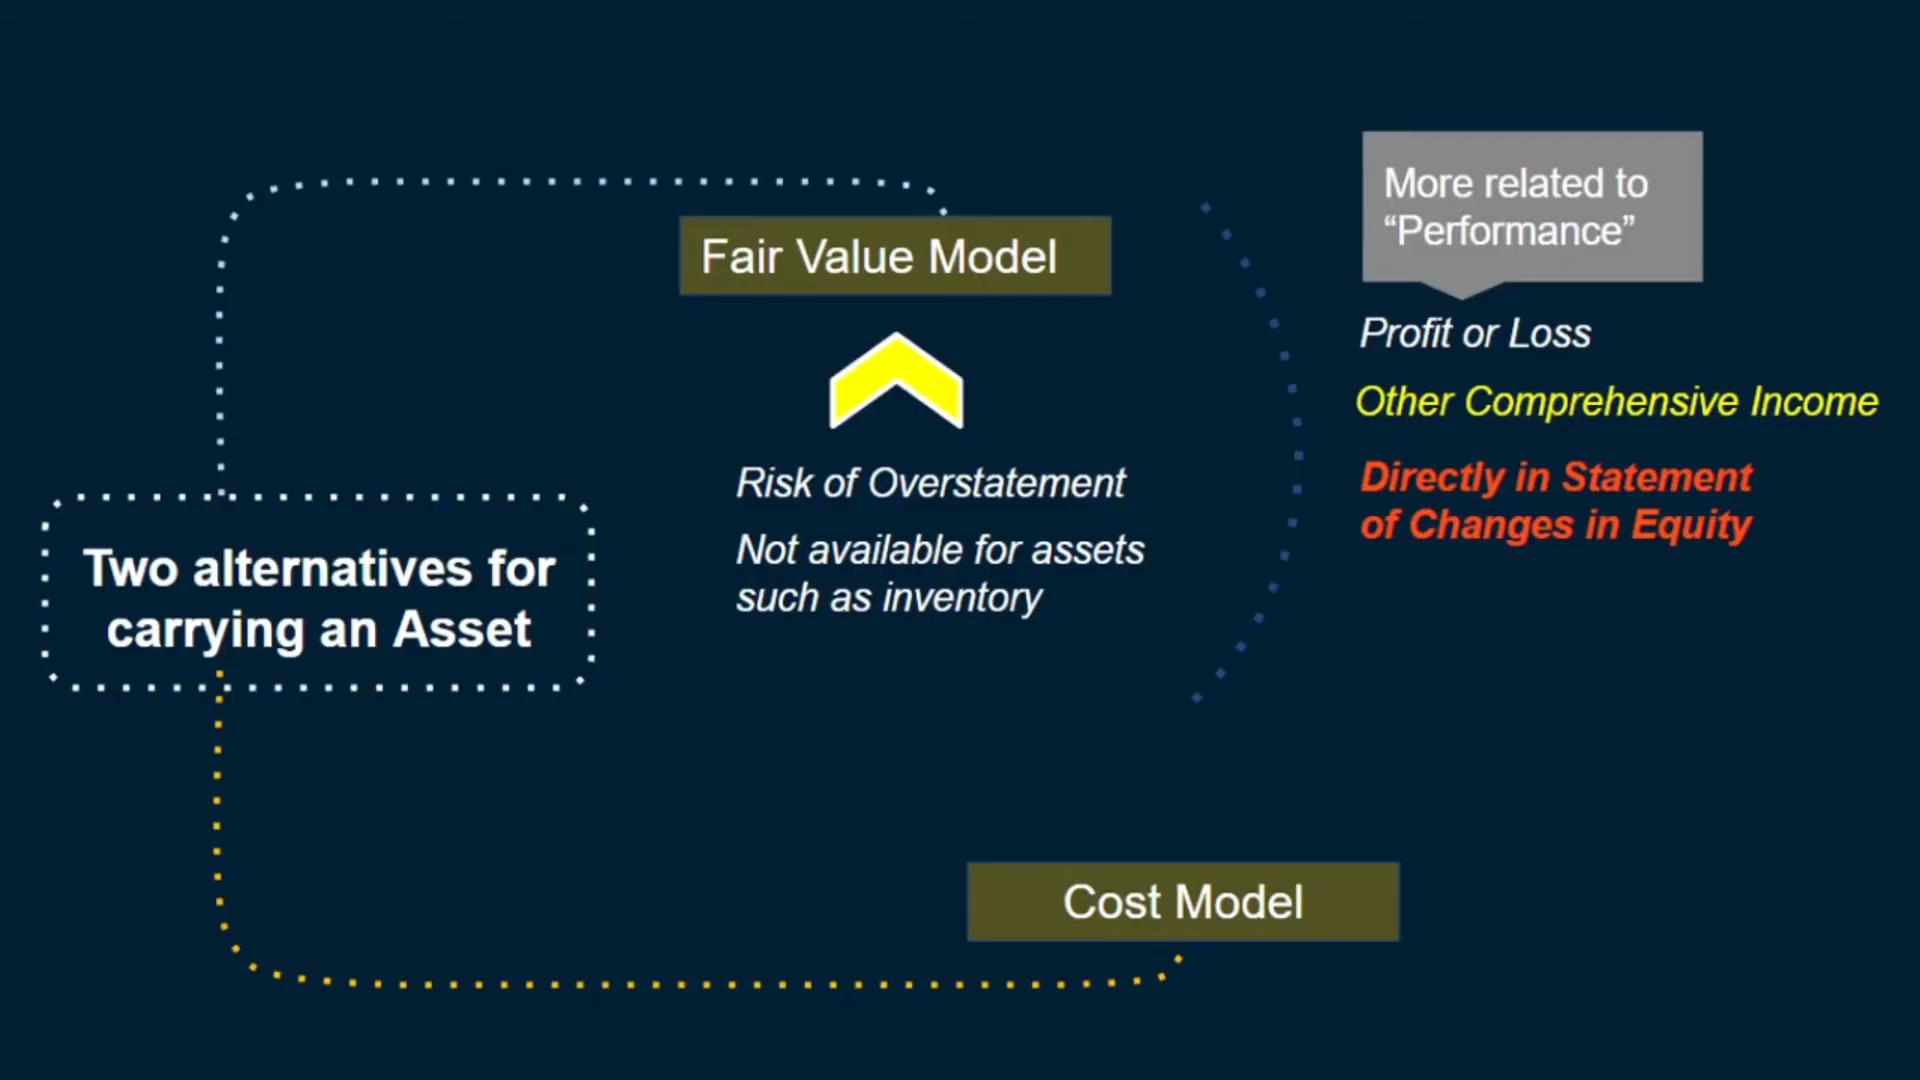 More related to
“Performance”
Fair Value Model
Profit or Loss
Other Comprehensive Income
Risk of Overstatement
Directly in Statement
of Changes in Equity
Not available for assets
such as inventory
Two alternatives for
carrying an Asset
Cost Model